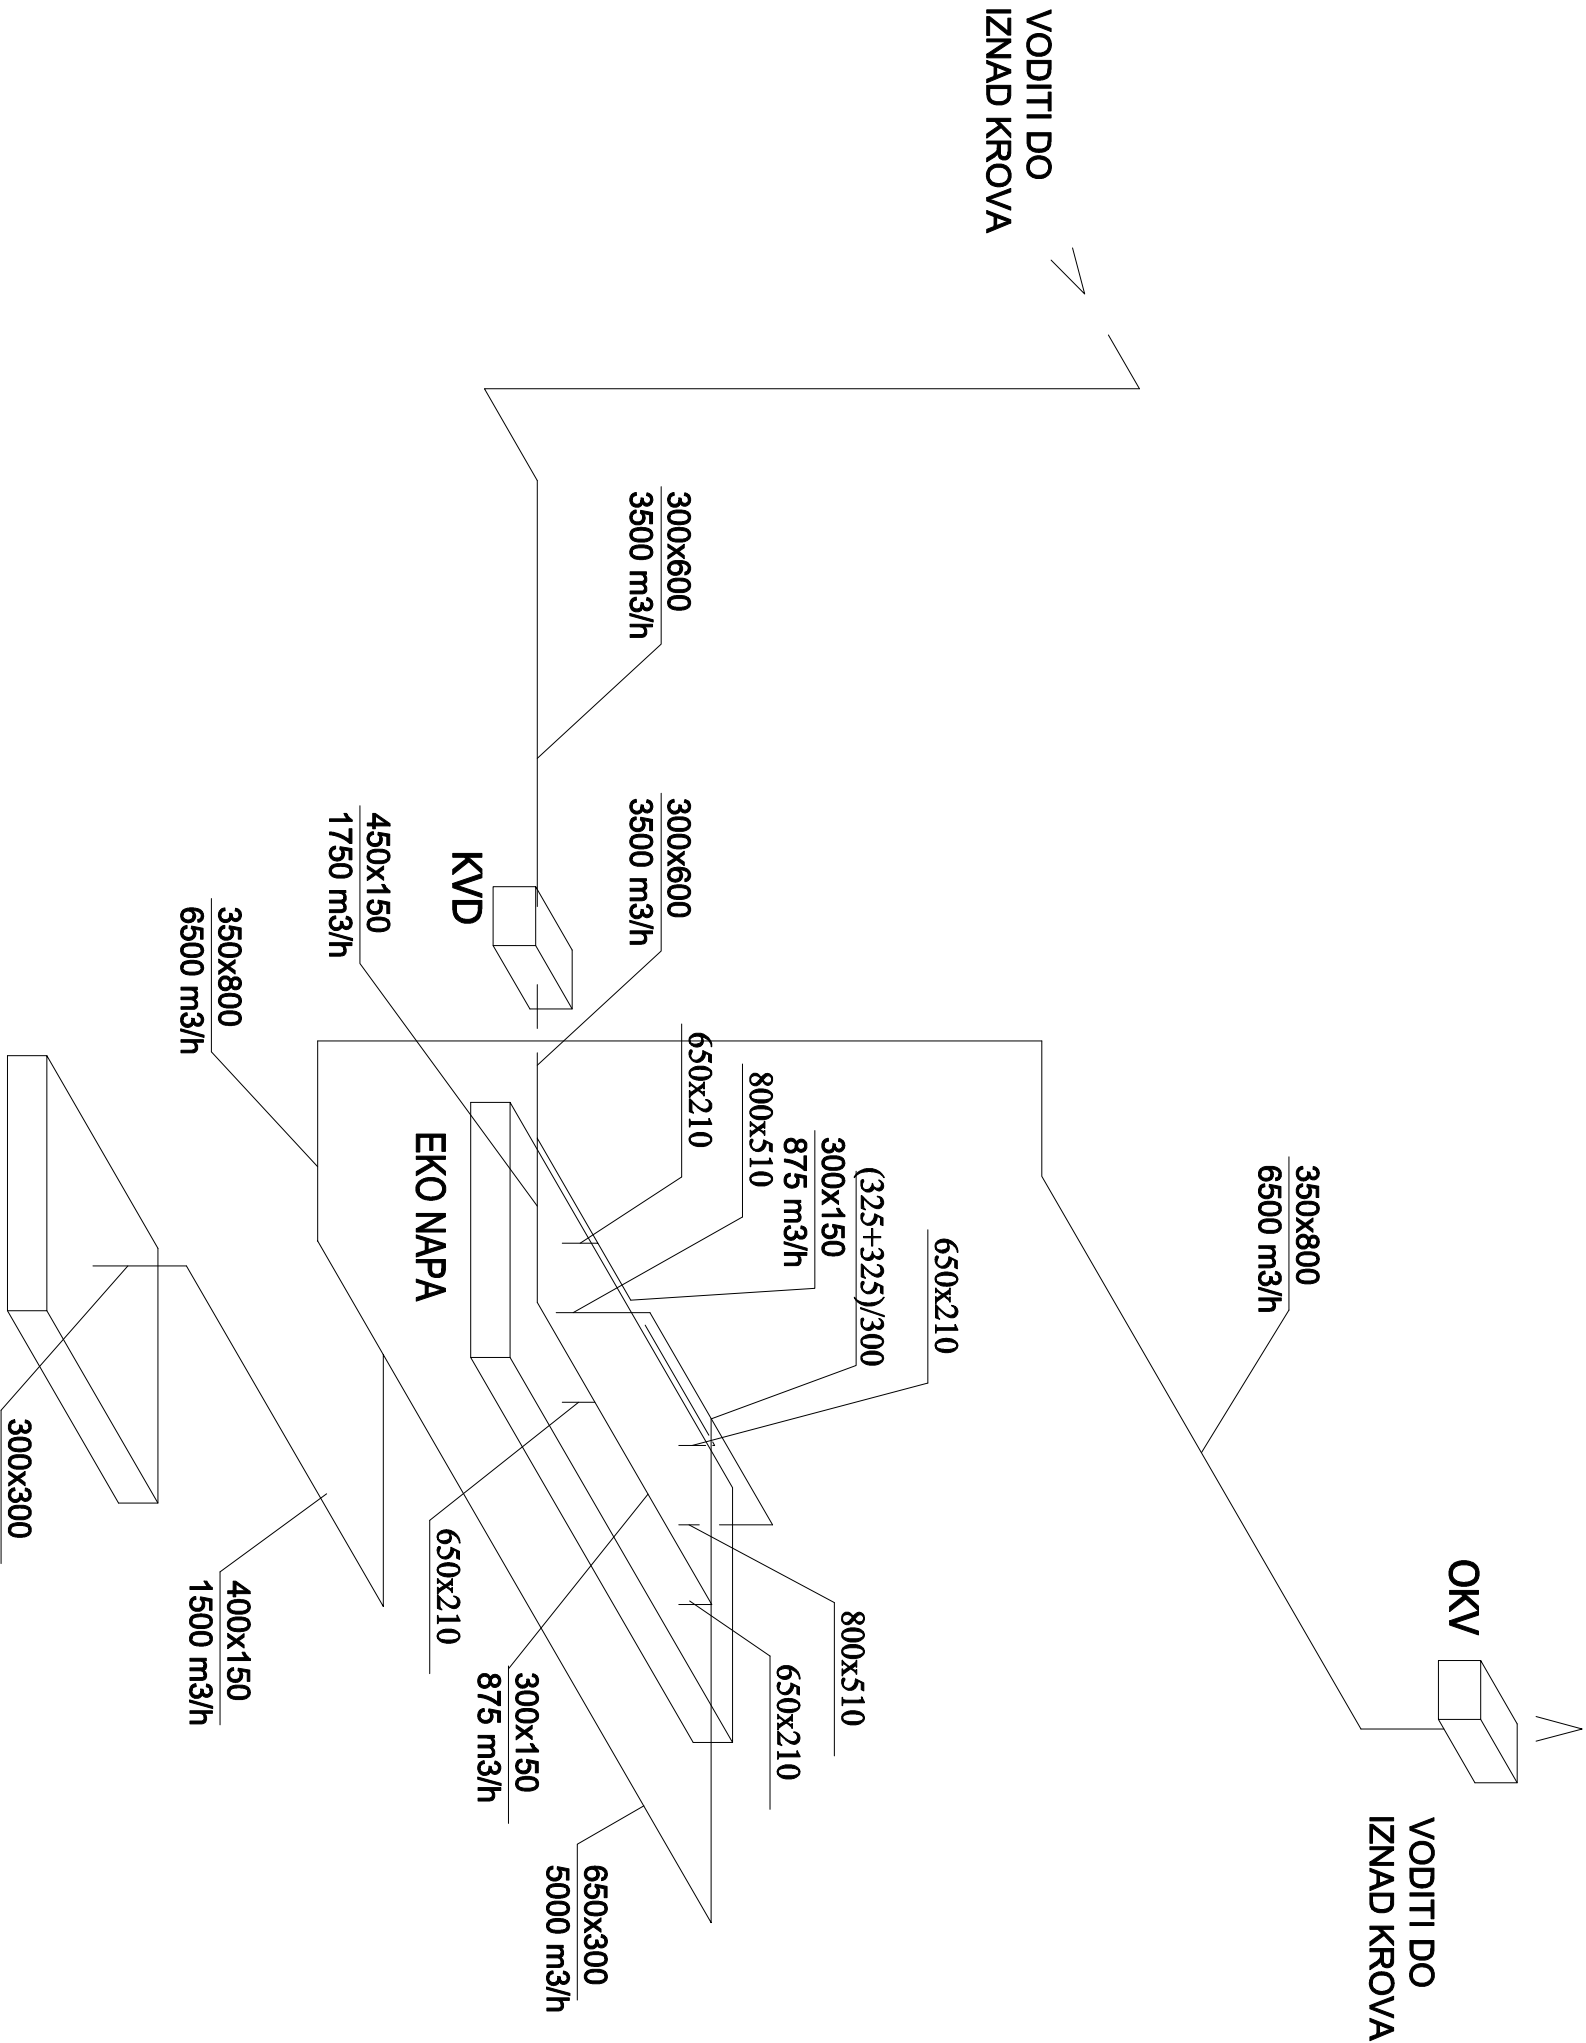 VODITI DO
IZNAD KROVA
300x600
3500 m3/h
300x600
3500 m3/h
KVD
450x150
1750 m3/h
350x800
6500 m3/h
650x210
800x510
300x150
875 m3/h
(325+325)/300
650x210
350x800
6500 m3/h
EKO NAPA
OKV
VODITI DO
IZNAD KROVA
300x300
400x150
1500 m3/h
650x210
300x150
875 m3/h
800x510
650x210
650x300
5000 m3/h